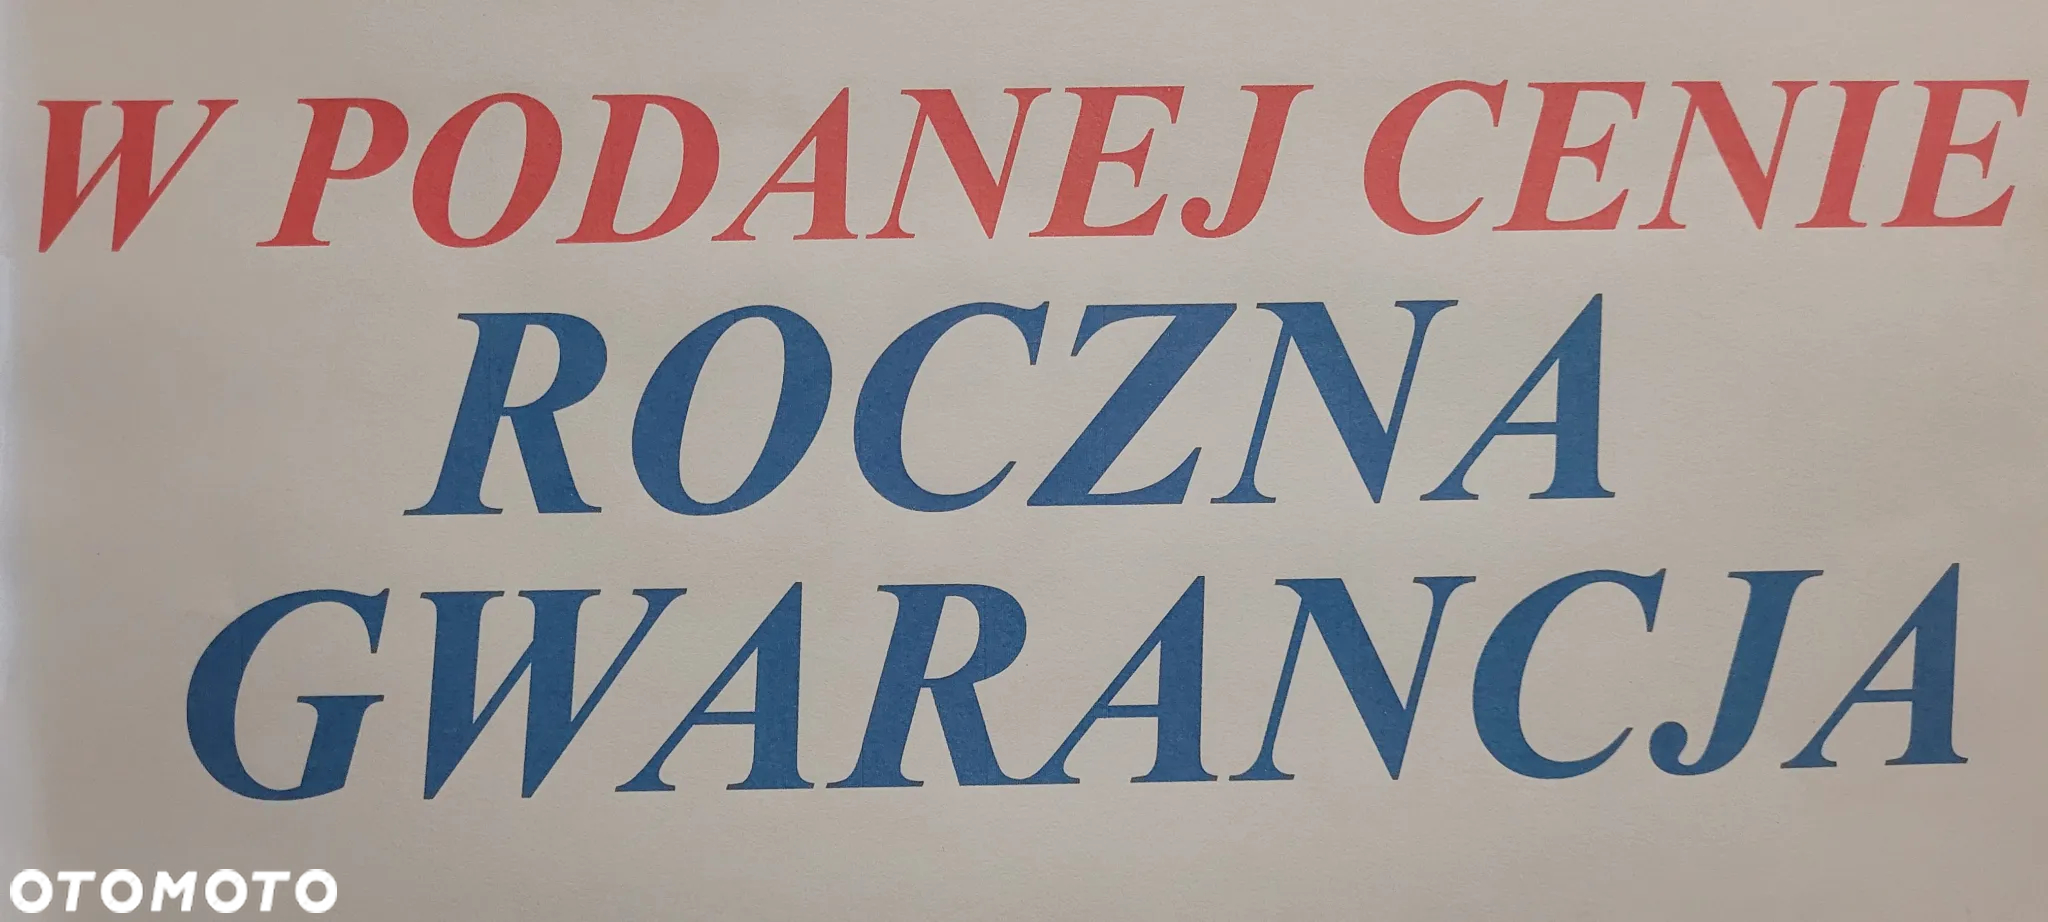 W PODANEJ CENIE
ROCZNA
GWARANCJA
OTOMOTO